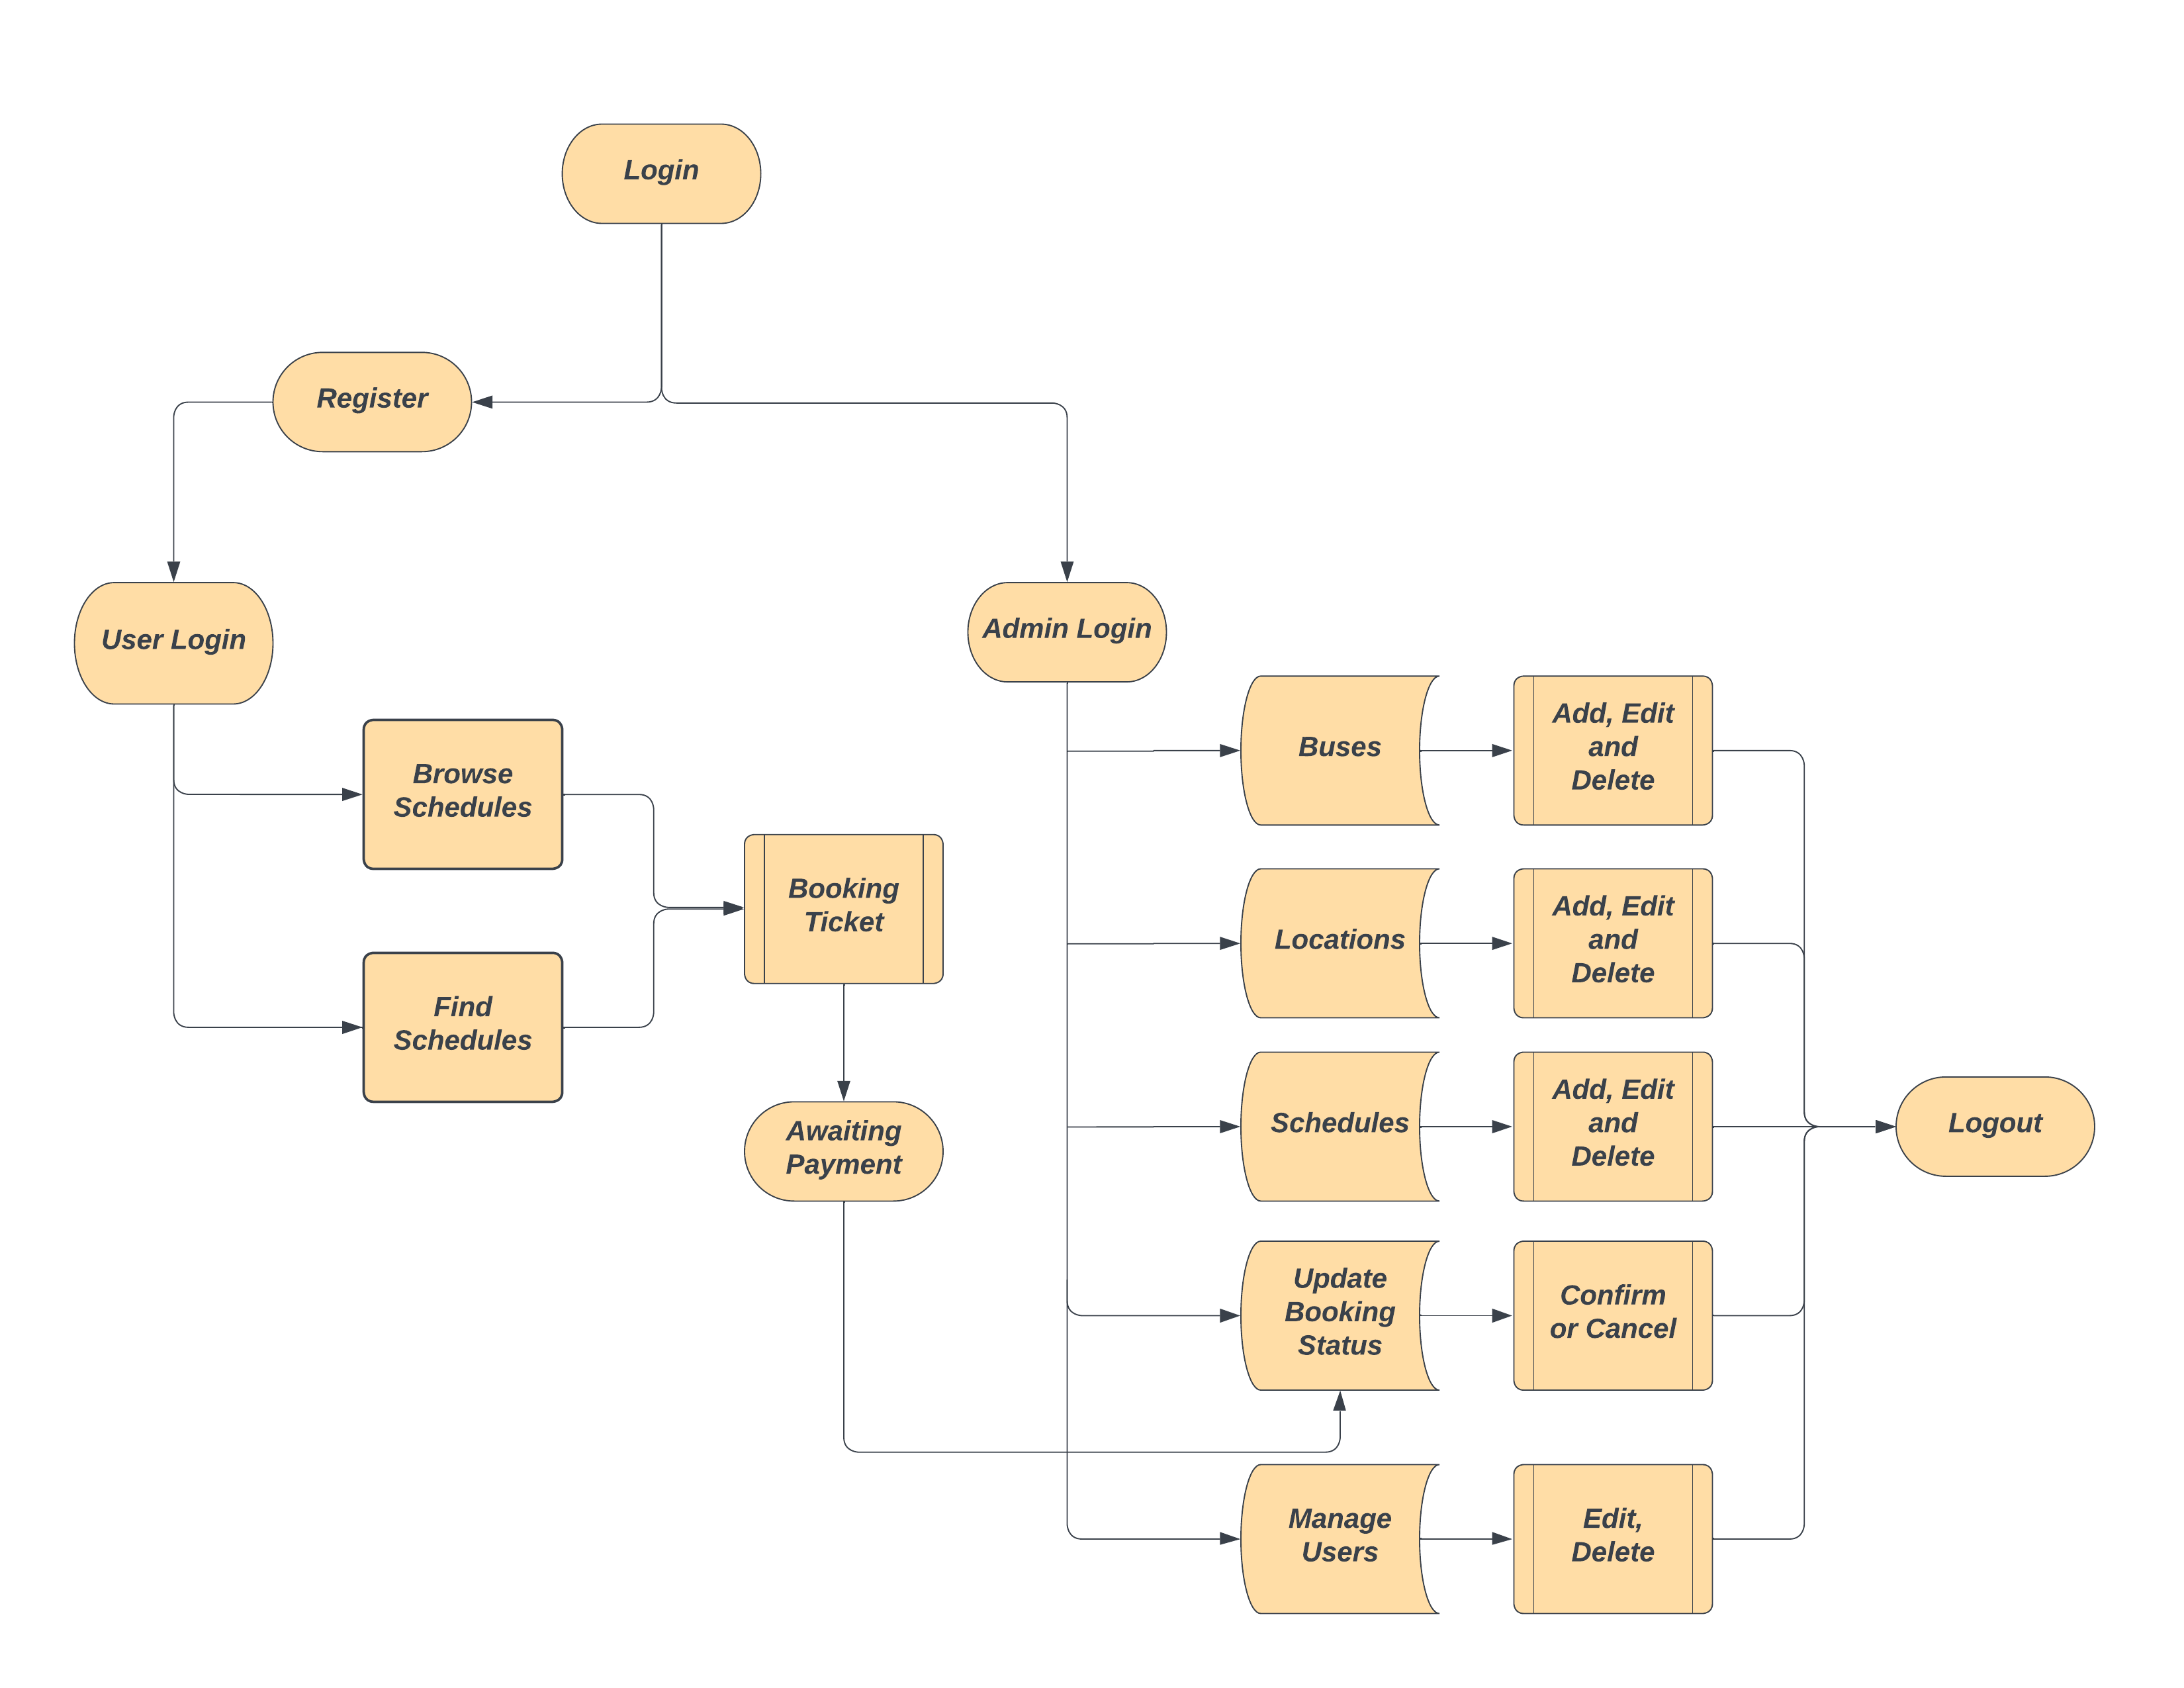 Login
Register
User Login
Admin Login
Browse
Schedules
Find
Schedules
Booking
Ticket
Awaiting
Payment
Buses
Add, Edit
and
Delete
Locations
Add, Edit
and
Delete
Schedules
Add, Edit
and
Delete
Update
Booking
Status
Confirm
or Cancel
Manage
Users
Edit,
Delete
Logout